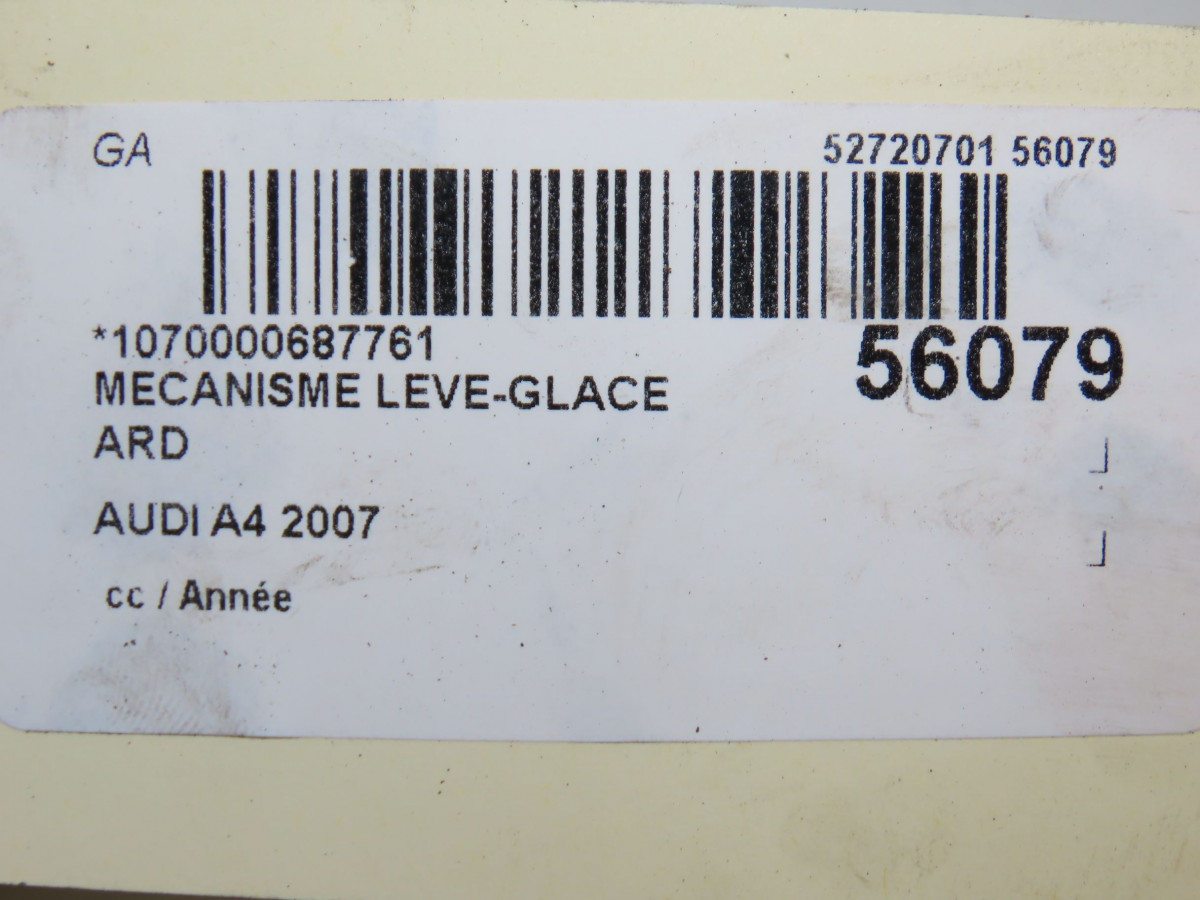 GA 52720701 56079
*1070000687761 56079
MECANISME LEVE-GLACE
ARD
AUDI A4 2007
cc / Année